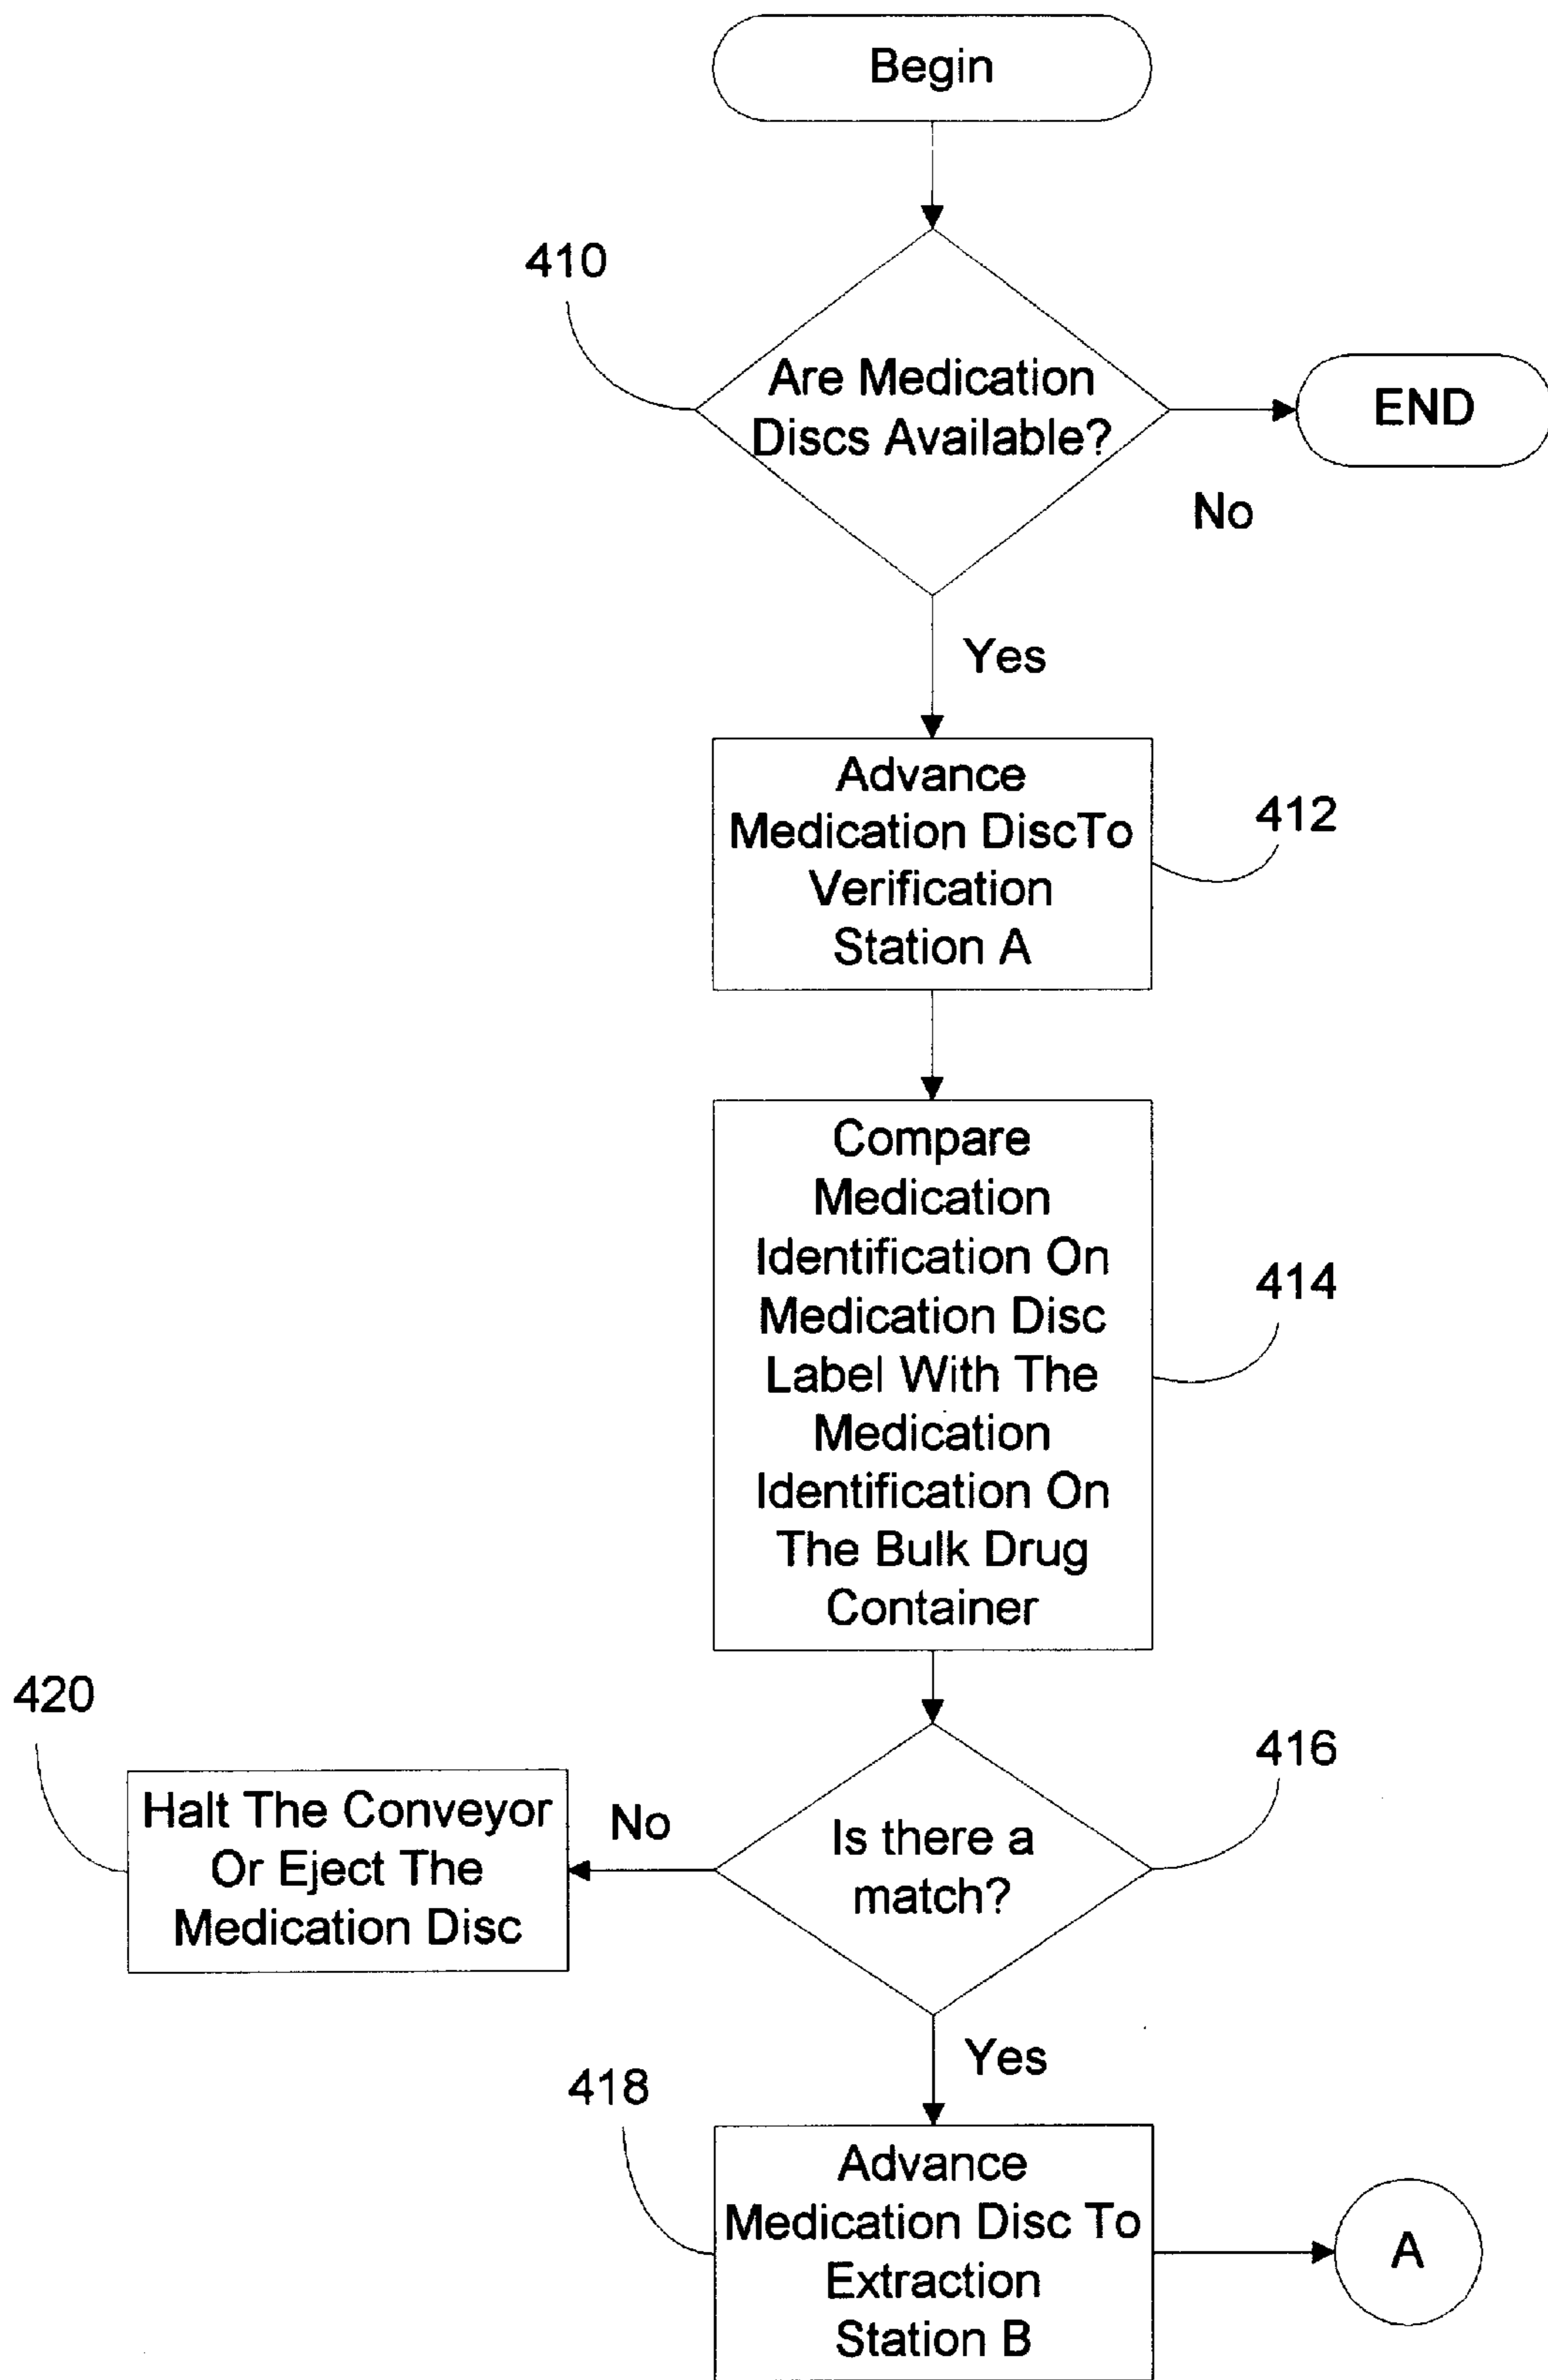 Begin
410
Are Medication
Discs Available?
END
No
Yes
Advance
Medication DiscTo
Verification
Station A
412
Compare
Medication
Identification On
Medication Disc
Label With The
Medication
Identification On
The Bulk Drug
Container
414
420
Halt The Conveyor
Or Eject The
Medication Disc
No
Is there a
match?
416
Yes
418
Advance
Medication Disc To
Extraction
Station B
A